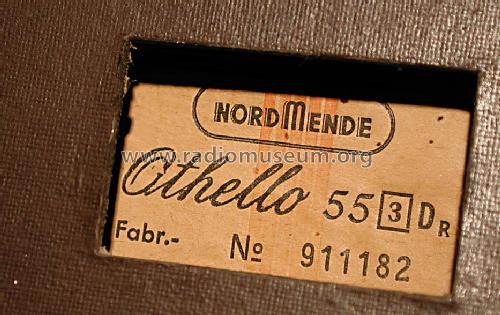 NORDMENDE
www.radiomuseum.org
Othello 55 3 DR
Fabr.- № 911182